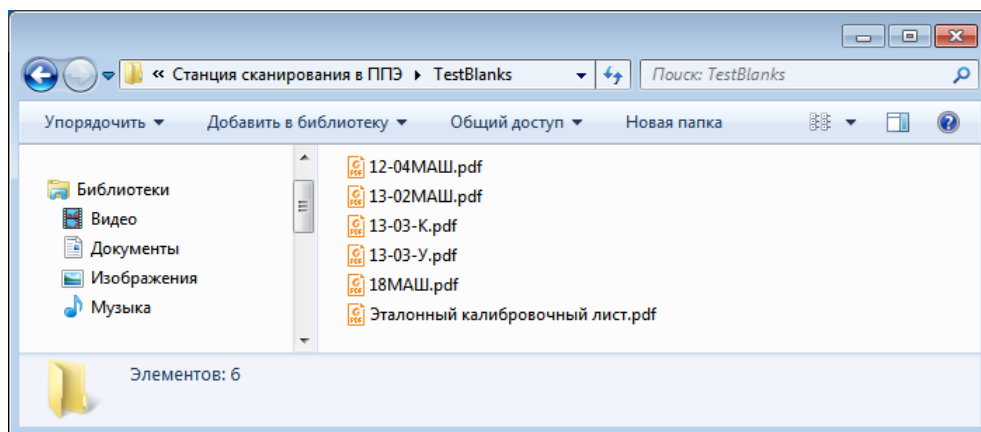 « Станция сканирования в ППЭ ▸ TestBlanks Поиск: TestBlanks
Упорядочить Добавить в библиотеку Общий доступ Новая папка
Библиотеки
Видео
Документы
Изображения
Музыка
12-04МАШ.pdf
13-02МАШ.pdf
13-03-К.pdf
13-03-У.pdf
18МАШ.pdf
Эталонный калибровочный лист.pdf
Элементов: 6